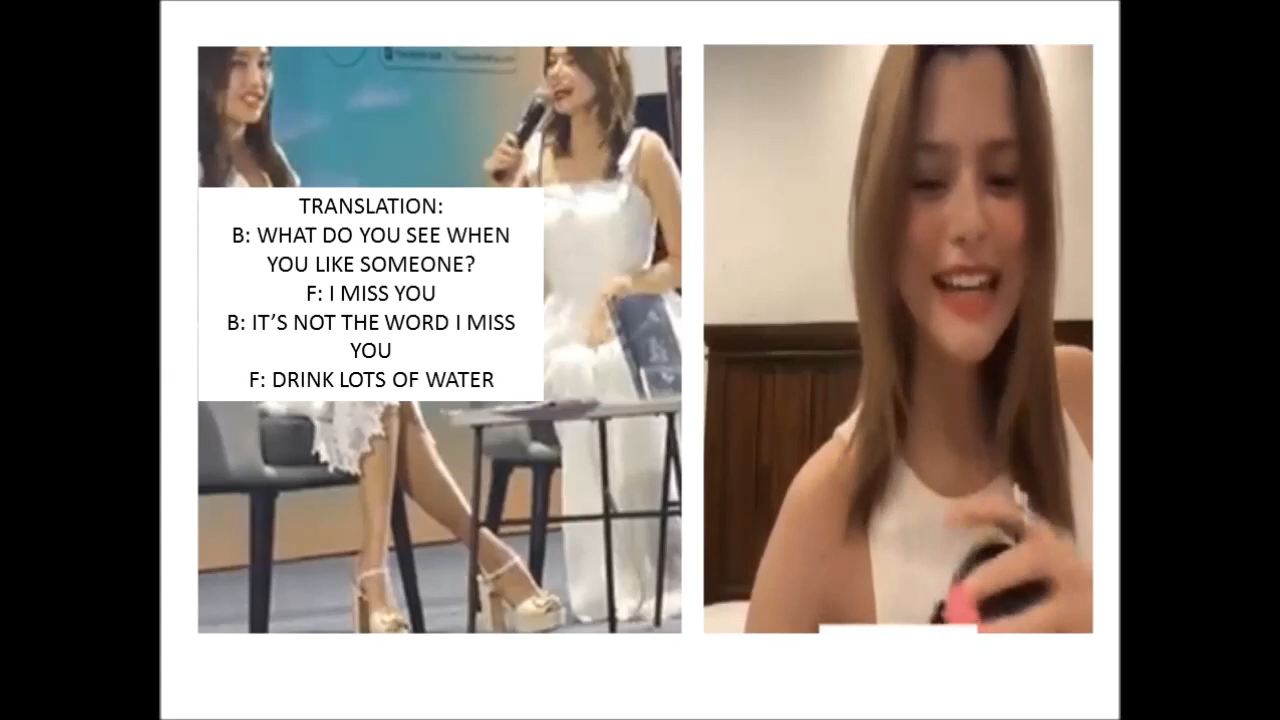 TRANSLATION:
B: WHAT DO YOU SEE WHEN
YOU LIKE SOMEONE?
F: I MISS YOU
B: IT’S NOT THE WORD I MISS
YOU
F: DRINK LOTS OF WATER